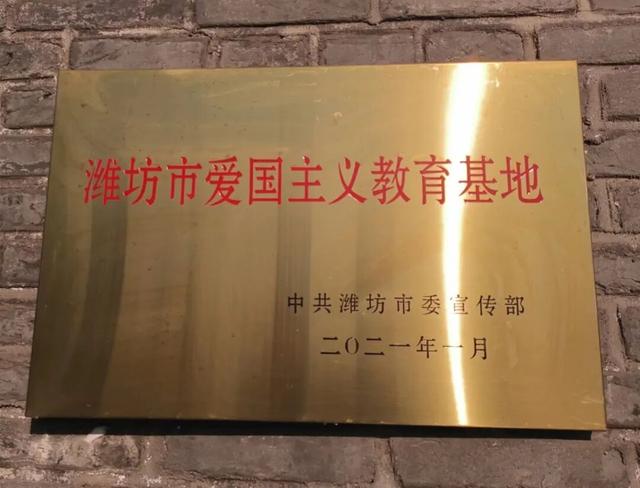 潍坊市爱国主义教育基地
中共潍坊市委宣传部
二〇二一年一月